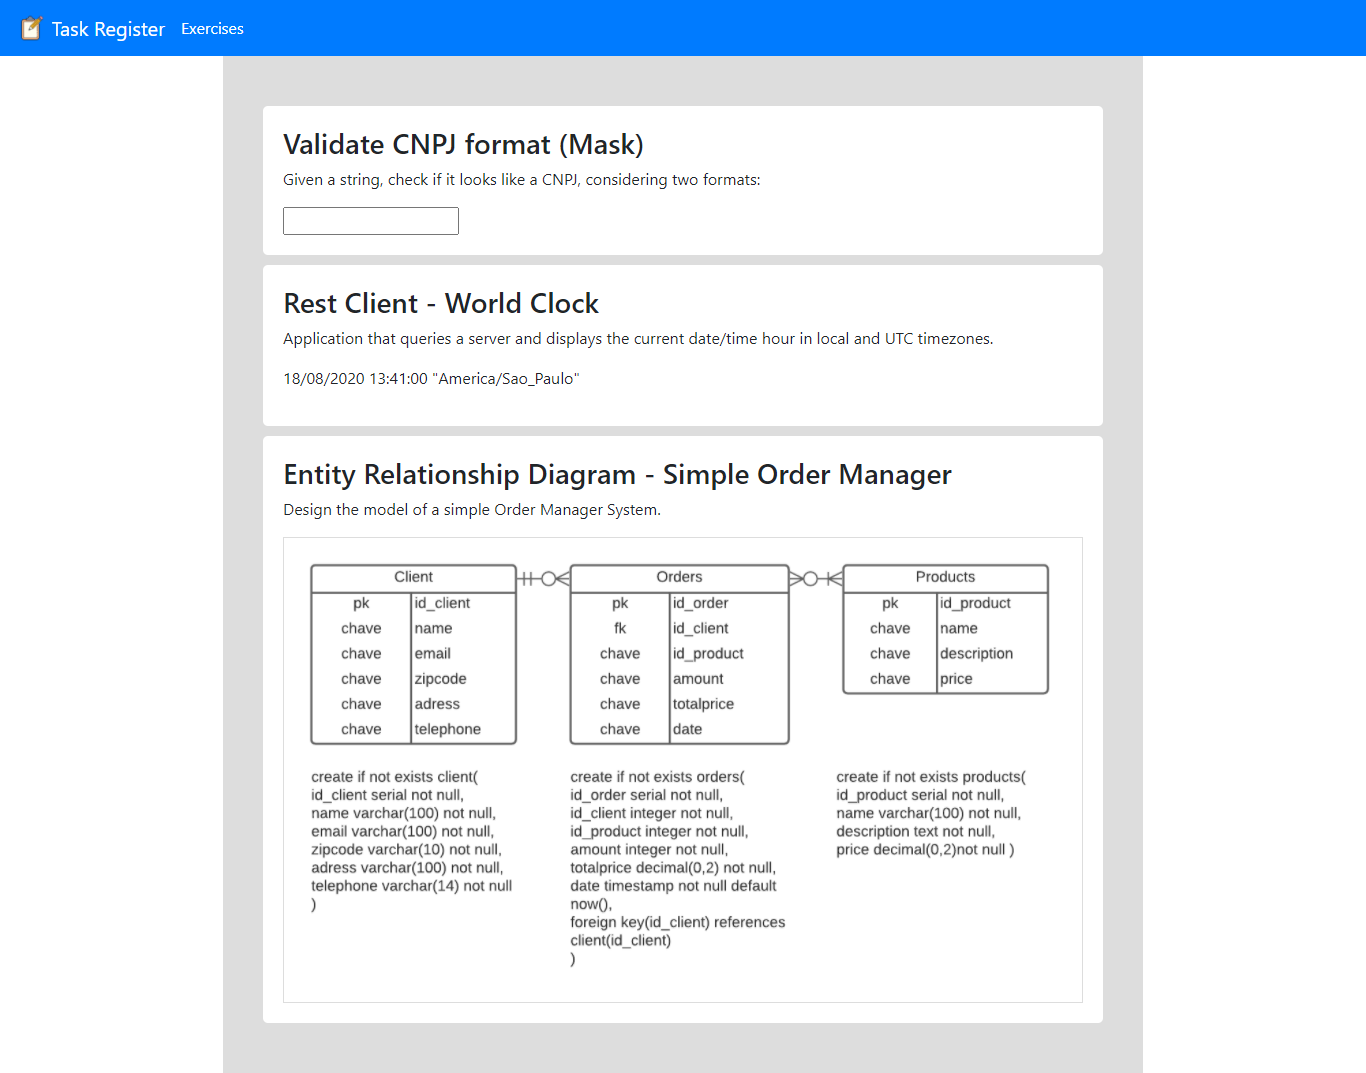 Task Register Exercises
Validate CNPJ format (Mask)
Given a string, check if it looks like a CNPJ, considering two formats:
Rest Client - World Clock
Application that queries a server and displays the current date/time hour in local and UTC timezones.
18/08/2020 13:41:00 "America/Sao_Paulo"
Entity Relationship Diagram - Simple Order Manager
Design the model of a simple Order Manager System.
Client
pk id_client
chave name
chave email
chave zipcode
chave adress
chave telephone
Orders
pk id_order
fk id_client
chave id_product
chave amount
chave totalprice
chave date
Products
pk id_product
chave name
chave description
chave price
create if not exists client(
id_client serial not null,
name varchar(100) not null,
email varchar(100) not null,
zipcode varchar(10) not null,
adress varchar(100) not null,
telephone varchar(14) not null
)
create if not exists orders(
id_order serial not null,
id_client integer not null,
id_product integer not null,
amount integer not null,
totalprice decimal(0,2) not null,
date timestamp not null default
now(),
foreign key(id_client) references
client(id_client)
)
create if not exists products(
id_product serial not null,
name varchar(100) not null,
description text not null,
price decimal(0,2)not null )